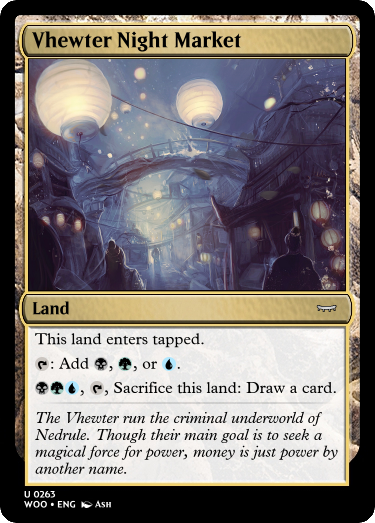 Vhewter Night Market
Land
This land enters tapped.
: Add , , or .
, , Sacrifice this land: Draw a card.
The Vhewter run the criminal underworld of
Nedrule. Though their main goal is to seek a
magical force for power, money is just power by
another name.
U 0263
WOO • ENG Ash